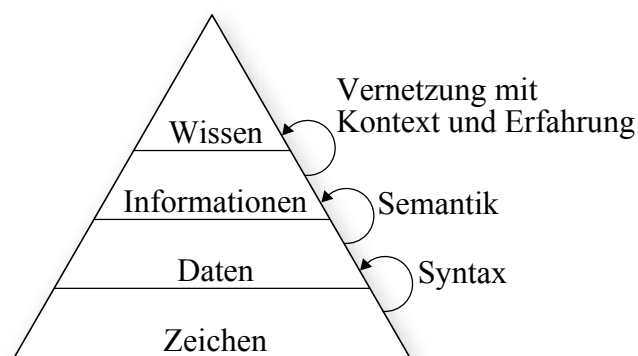 Vernetzung mit
Kontext und Erfahrung
Wissen
Informationen
Semantik
Daten
Syntax
Zeichen